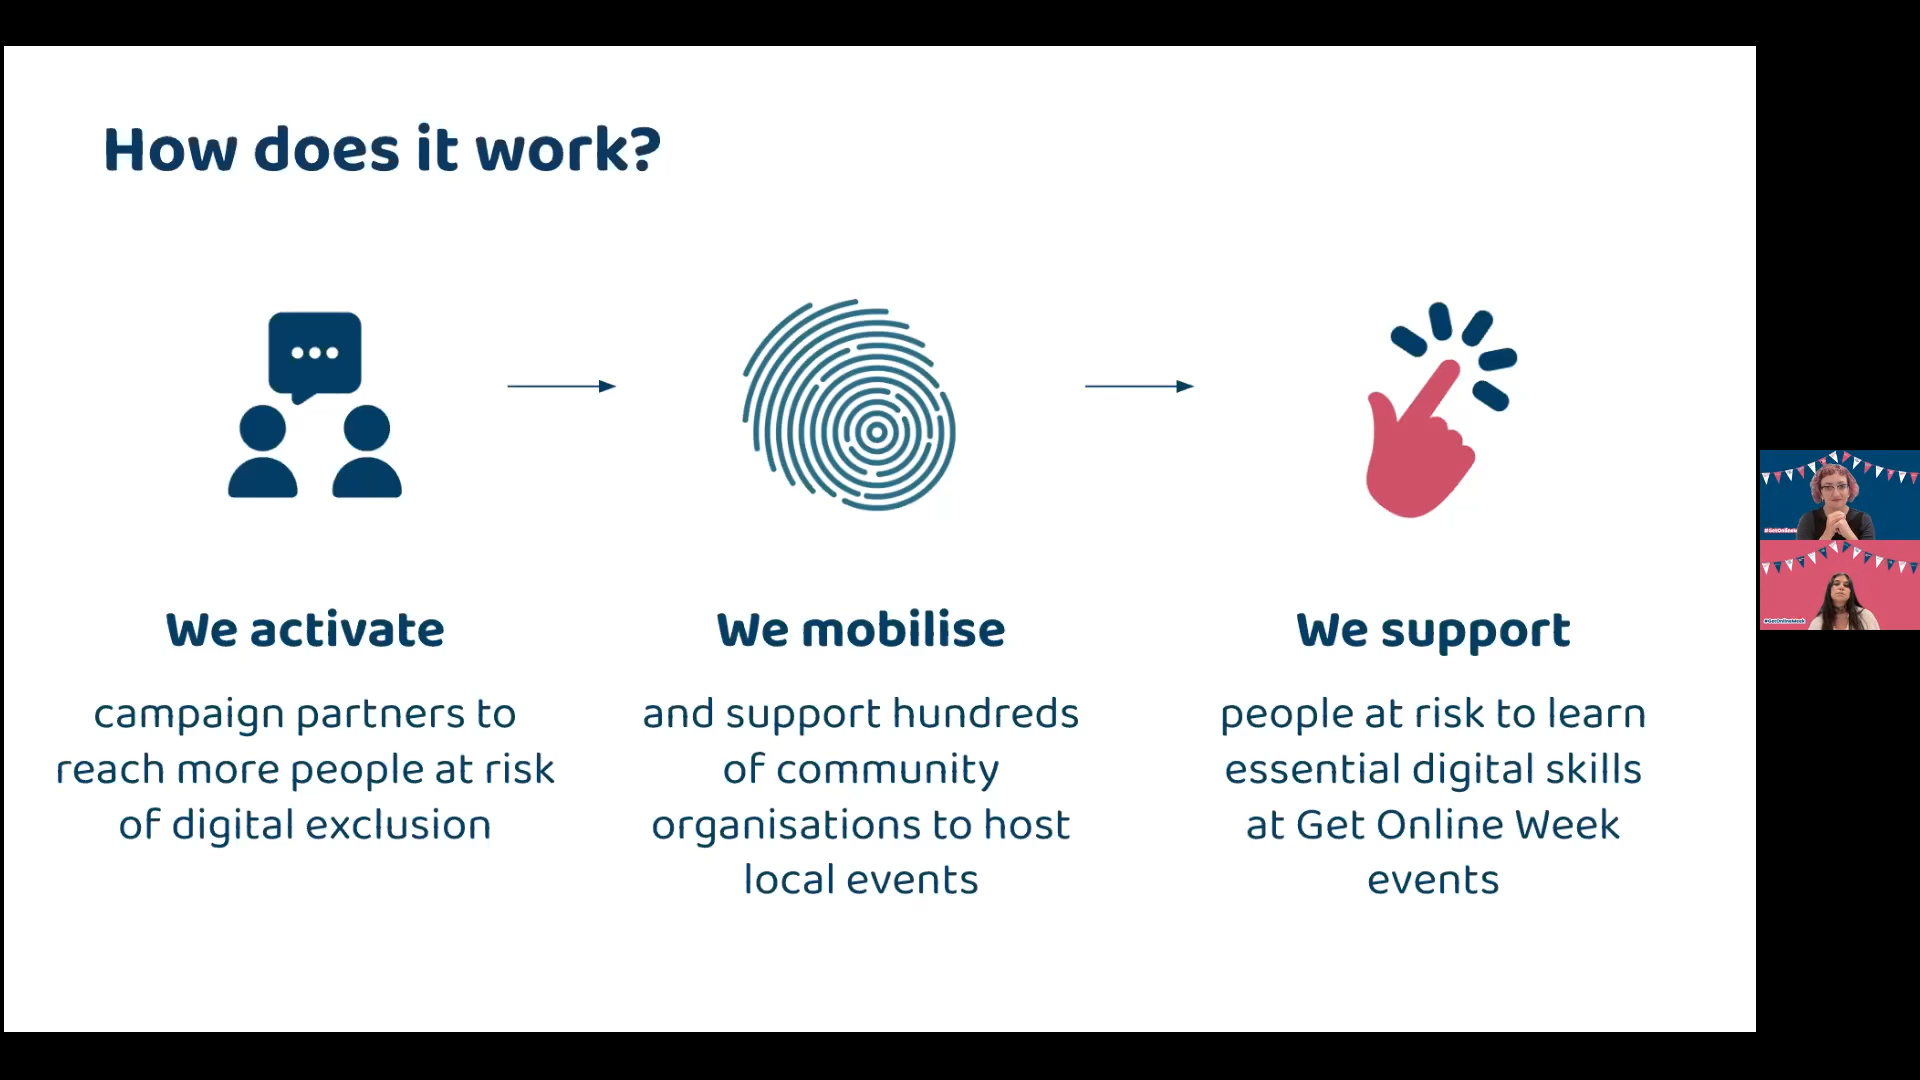 How does it work?
We activate
campaign partners to
reach more people at risk
of digital exclusion
We mobilise
and support hundreds
of community
organisations to host
local events
We support
people at risk to learn
essential digital skills
at Get Online Week
events
#GetOnlineWeek